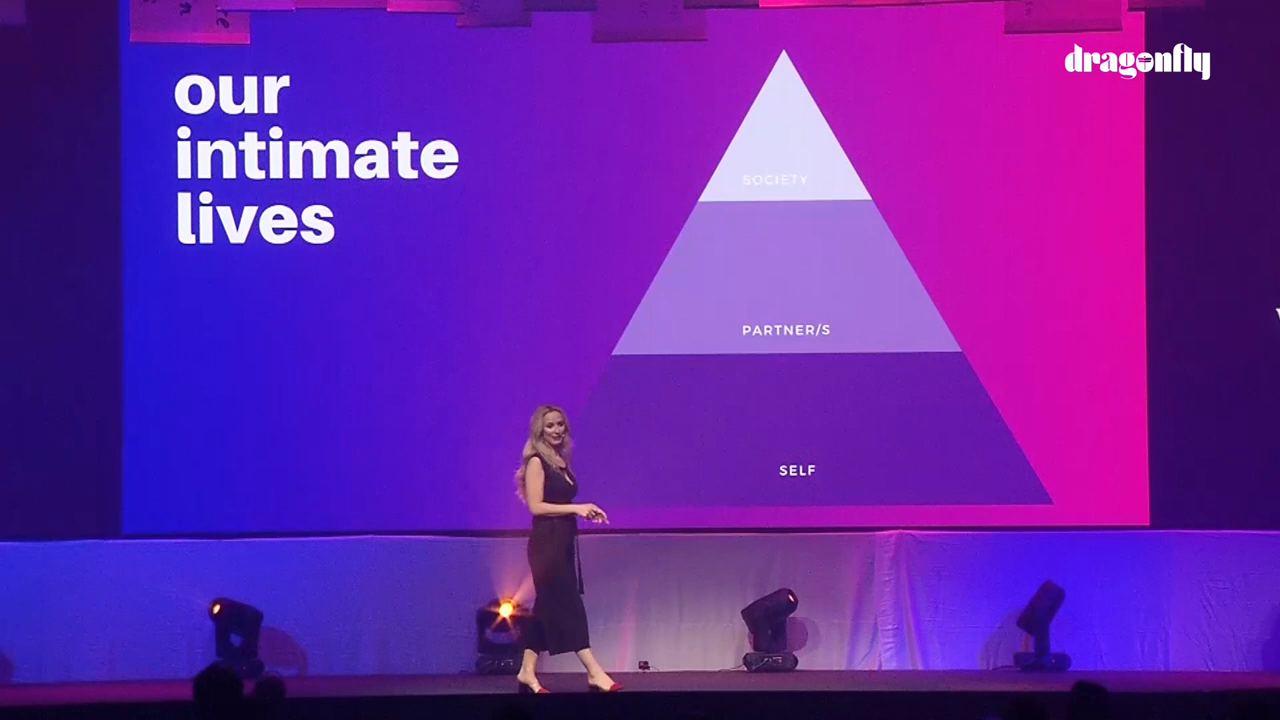 our
intimate
lives
dragonfly
SOCIETY
PARTNER/S
SELF